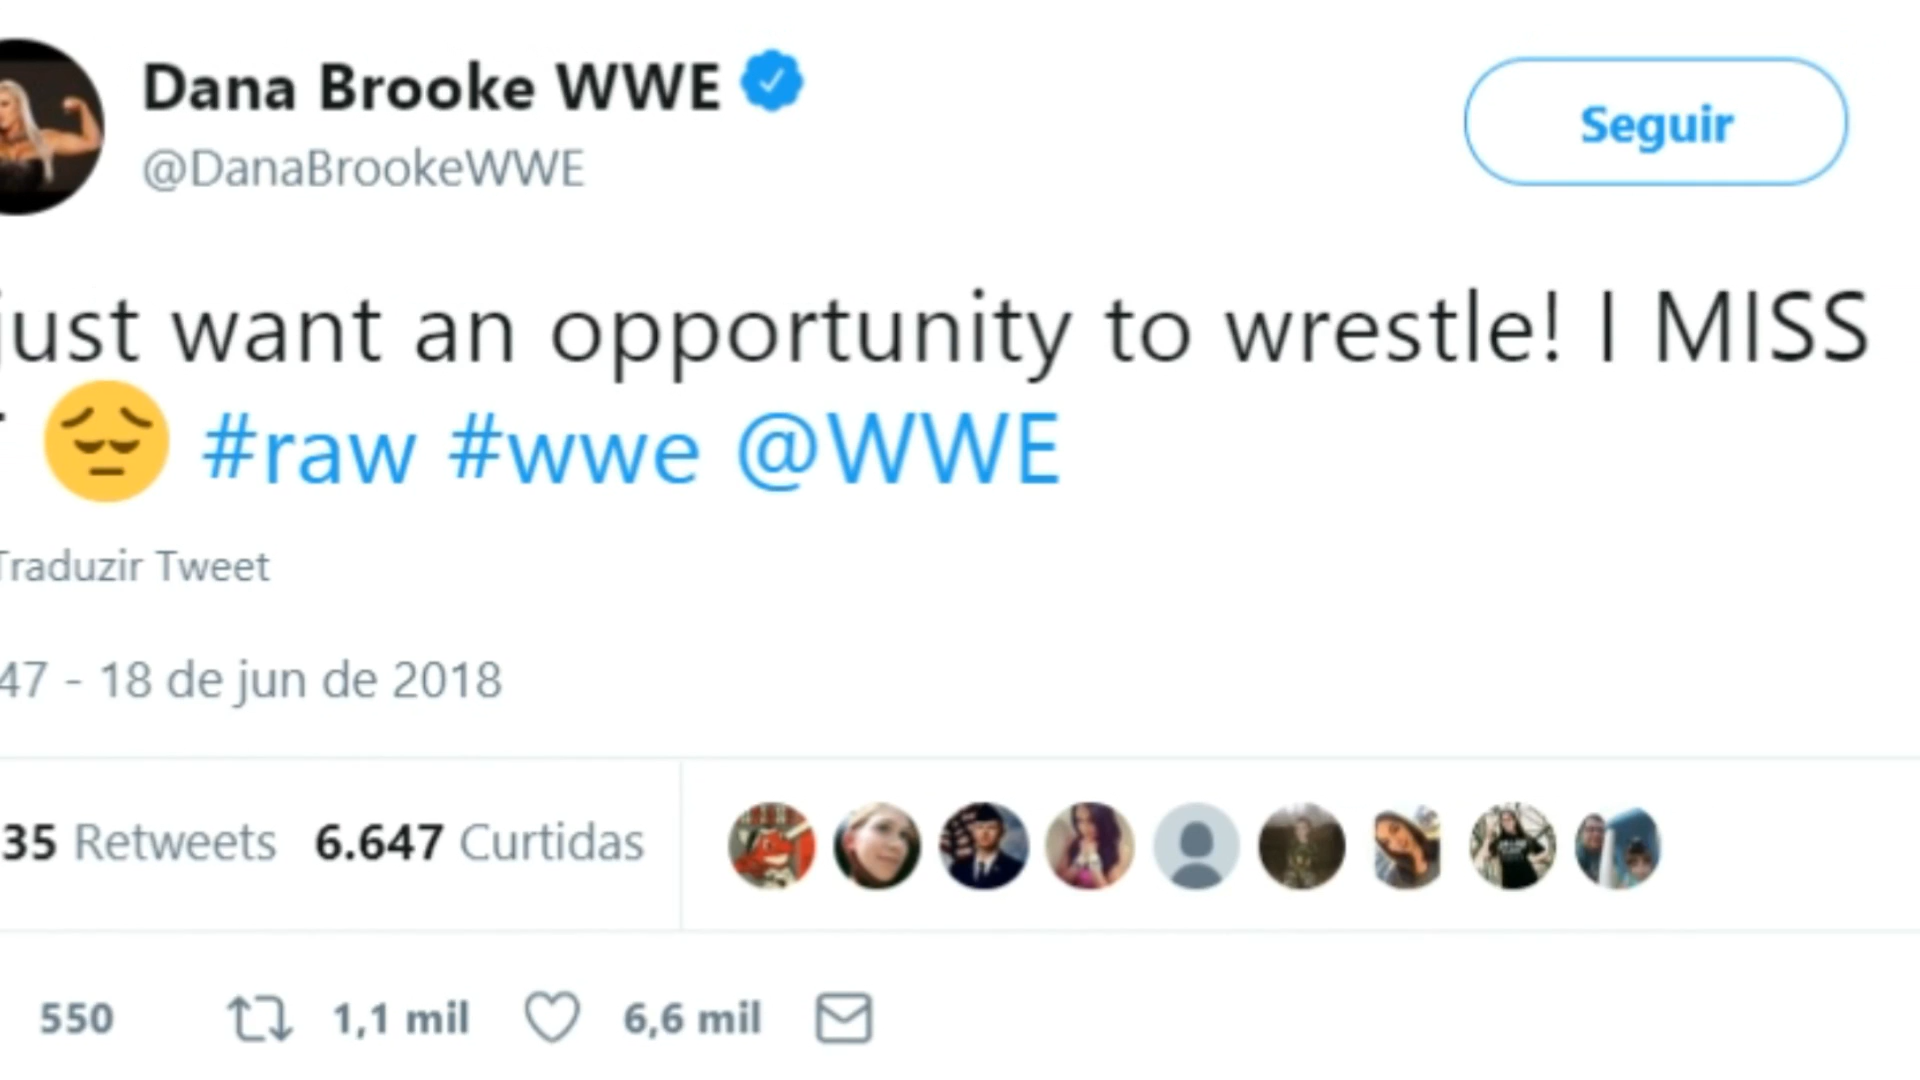 Dana Brooke WWE
@DanaBrookeWWE
Seguir
just want an opportunity to wrestle! I MISS
#raw #wwe @WWE
Traduzir Tweet
47 - 18 de jun de 2018
35 Retweets 6.647 Curtidas
550 1,1 mil 6,6 mil